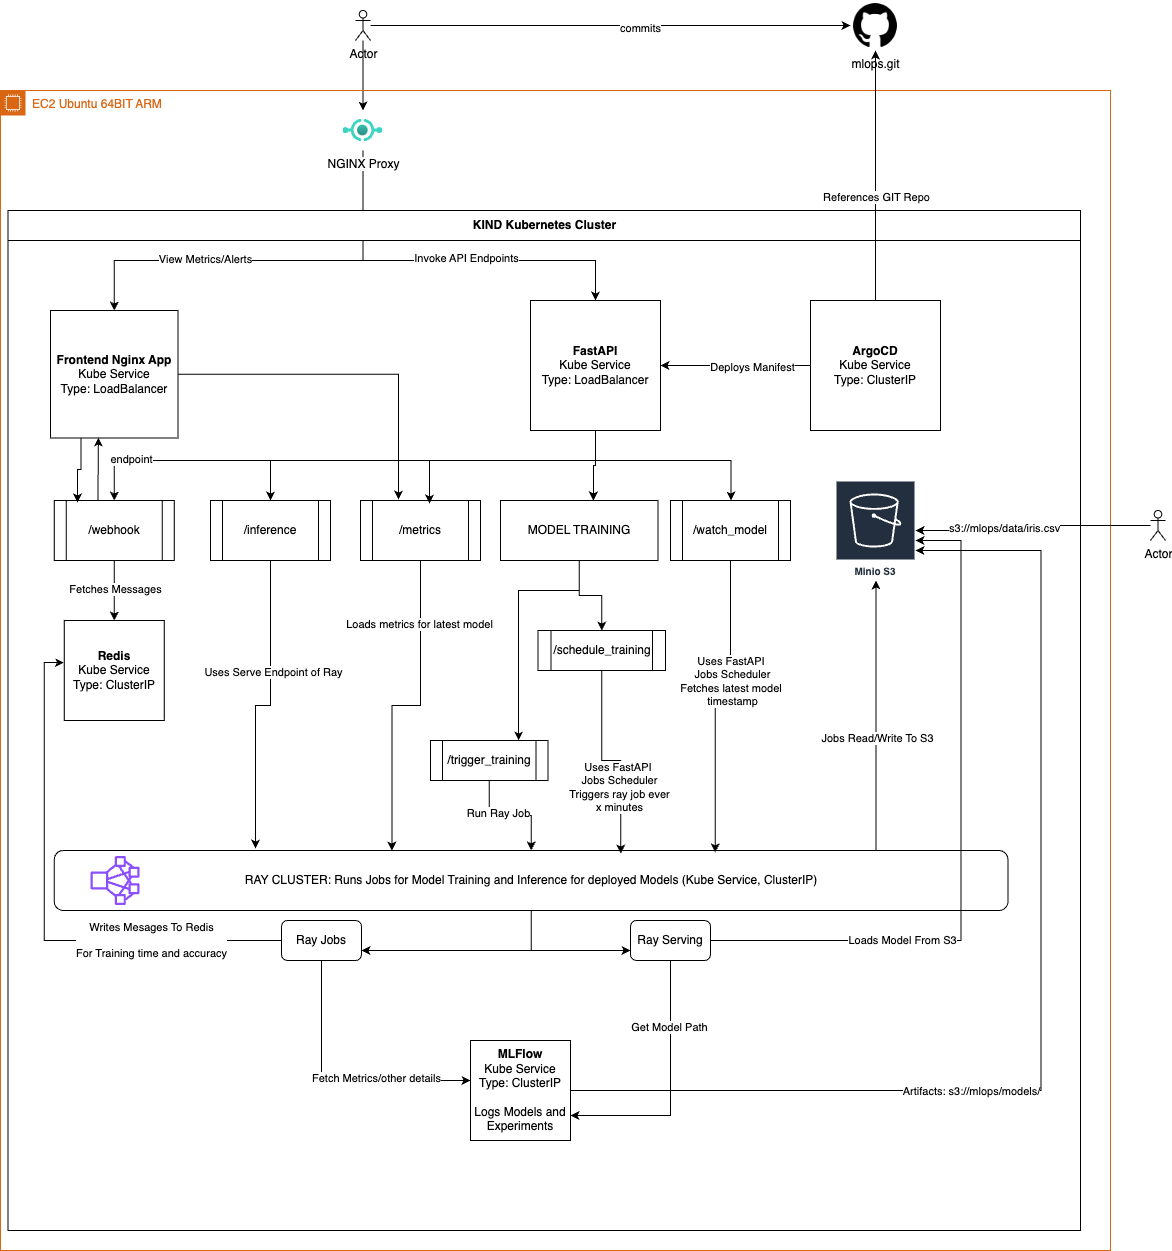 commits
Actor
mlops.git
EC2 Ubuntu 64BIT ARM
NGINX Proxy
References GIT Repo
KIND Kubernetes Cluster
View Metrics/Alerts
Invoke API Endpoints
Frontend Nginx App
Kube Service
Type: LoadBalancer
FastAPI
Kube Service
Type: LoadBalancer
Deploys Manifest
ArgoCD
Kube Service
Type: ClusterIP
endpoint
/webhook
/inference
/metrics
MODEL TRAINING
/watch_model
s3://mlops/data/iris.csv
Actor
Minio S3
Fetches Messages
Redis
Kube Service
Type: ClusterIP
Uses Serve Endpoint of Ray
Loads metrics for latest model
/schedule_training
Uses FastAPI
Jobs Scheduler
Fetches latest model
timestamp
/trigger_training
Run Ray Job
Uses FastAPI
Jobs Scheduler
Triggers ray job ever
x minutes
Jobs Read/Write To S3
RAY CLUSTER: Runs Jobs for Model Training and Inference for deployed Models (Kube Service, ClusterIP)
Writes Mesages To Redis
For Training time and accuracy
Ray Jobs
Ray Serving
Loads Model From S3
Get Model Path
Fetch Metrics/other details
MLFlow
Kube Service
Type: ClusterIP
Logs Models and
Experiments
Artifacts: s3://mlops/models/